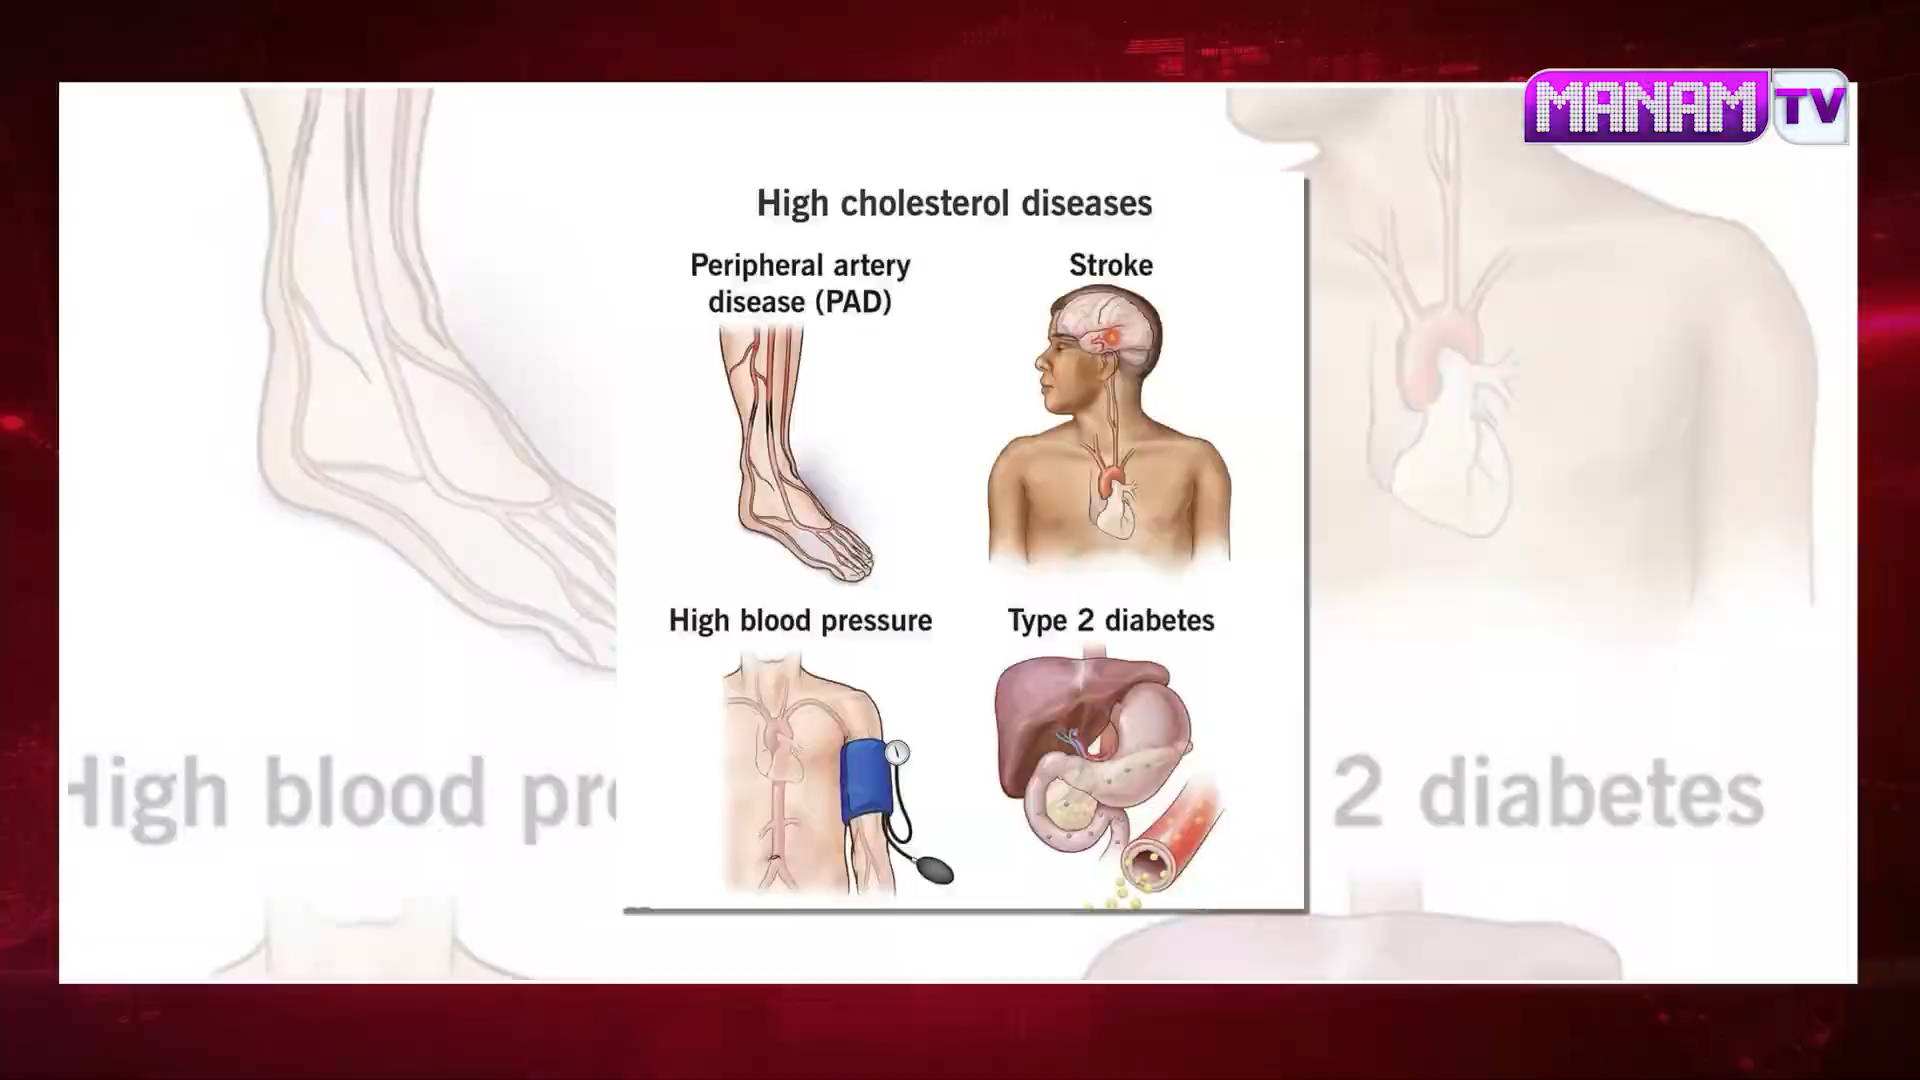 MANAM TV
High cholesterol diseases
Peripheral artery
disease (PAD)
Stroke
High blood pressure
Type 2 diabetes
High blood pr
2 diabetes